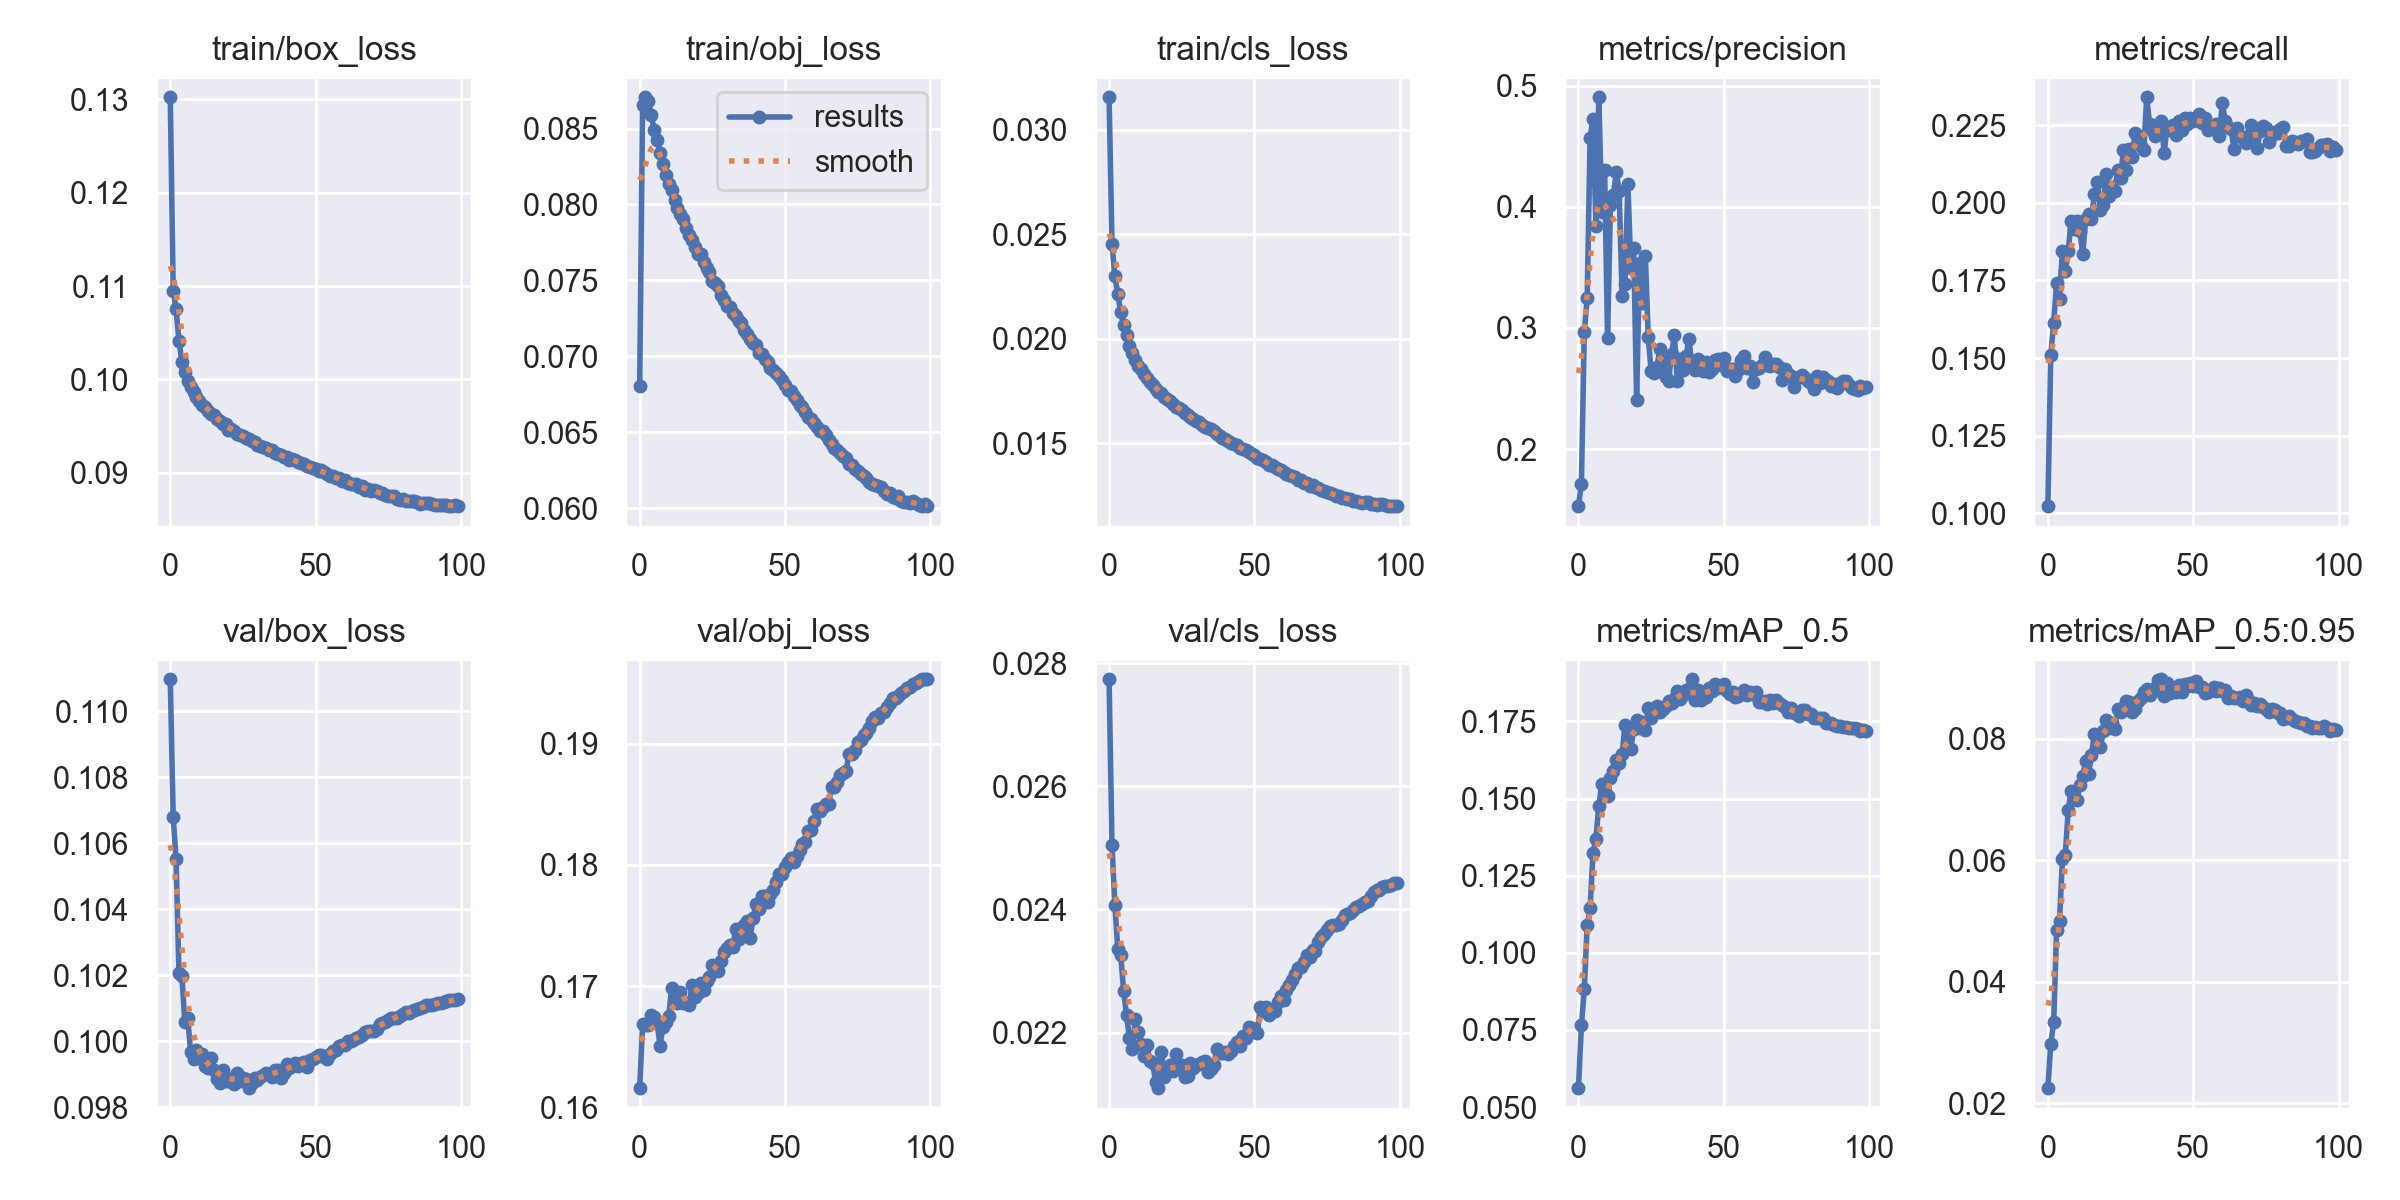 train/box_loss
0.13
0.12
0.11
0.10
0.09
0 50 100
train/obj_loss
results
smooth
0.085
0.080
0.075
0.070
0.065
0.060
0 50 100
train/cls_loss
0.030
0.025
0.020
0.015
0 50 100
metrics/precision
0.5
0.4
0.3
0.2
0 50 100
metrics/recall
0.225
0.200
0.175
0.150
0.125
0.100
0 50 100
val/box_loss
0.110
0.108
0.106
0.104
0.102
0.100
0.098
0 50 100
val/obj_loss
0.19
0.18
0.17
0.16
0 50 100
val/cls_loss
0.028
0.026
0.024
0.022
0 50 100
metrics/mAP_0.5
0.175
0.150
0.125
0.100
0.075
0.050
0 50 100
metrics/mAP_0.5:0.95
0.08
0.06
0.04
0.02
0 50 100